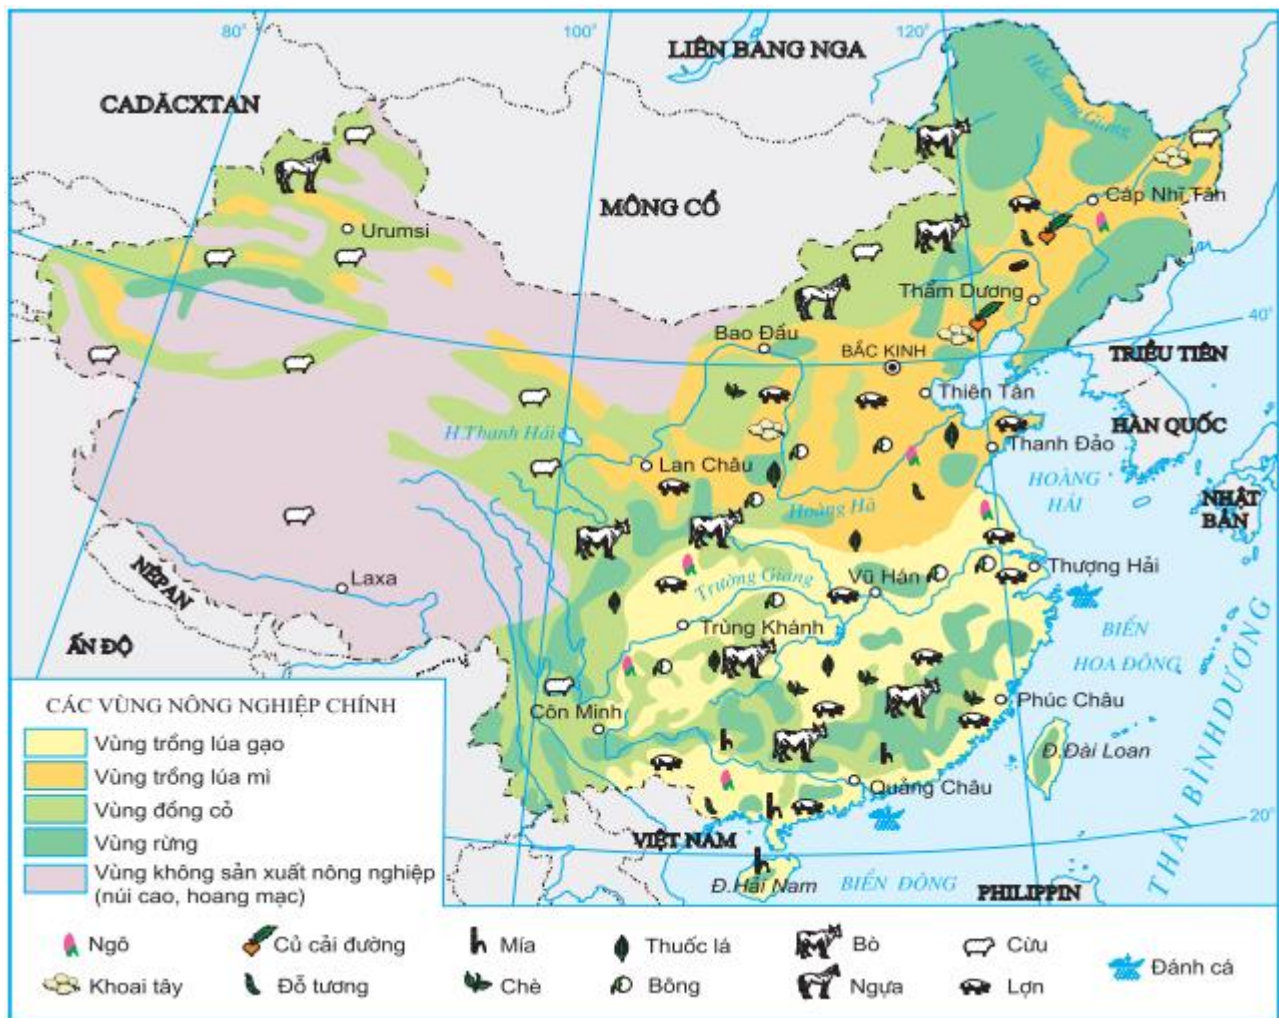 80°
100°
120°
LIÊN BANG NGA
CADĂCXTAN
Hắc Long Giang
Cáp Nhĩ Tân
MÔNG CỔ
Urumsi
Thẩm Dương
40°
Bao Đầu
BẮC KINH
TRIỀU TIÊN
Thiên Tân
HÀN QUỐC
H.Thanh Hải
Thanh Đảo
Lan Châu
HOÀNG
HẢI
NHẬT
BẢN
Hoàng Hà
NÊPAN
Laxa
Trường Giang
Vũ Hán
Thượng Hải
Trùng Khánh
BIỂN
HOA ĐÔNG
ẤN ĐỘ
Côn Minh
Phúc Châu
Đ.Đài Loan
THÁI BÌNH DƯƠNG
Quảng Châu
20°
VIỆT NAM
Đ.Hải Nam
BIỂN ĐÔNG
PHILIPPIN
CÁC VÙNG NÔNG NGHIỆP CHÍNH
Vùng trồng lúa gạo
Vùng trồng lúa mì
Vùng đồng cỏ
Vùng rừng
Vùng không sản xuất nông nghiệp
(núi cao, hoang mạc)
Ngô
Củ cải đường
Mía
Thuốc lá
Bò
Cừu
Đánh cá
Khoai tây
Đỗ tương
Chè
Bông
Ngựa
Lợn